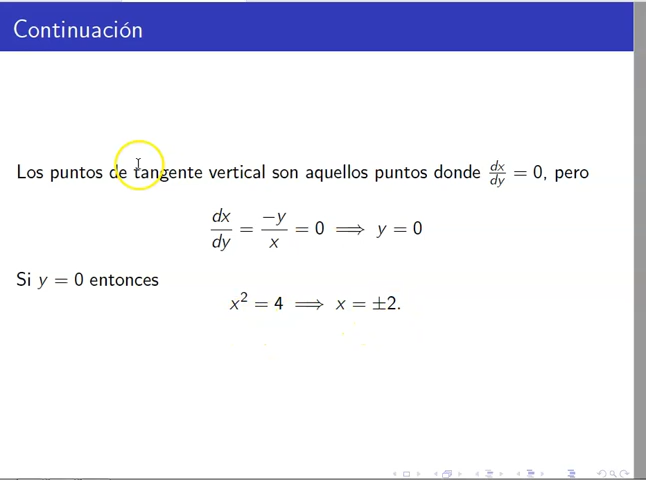 Continuación
Los puntos de tangente vertical son aquellos puntos donde dx/dy = 0, pero
dx/dy = -y/x = 0 ⟹ y = 0
Si y = 0 entonces
x² = 4 ⟹ x = ±2.